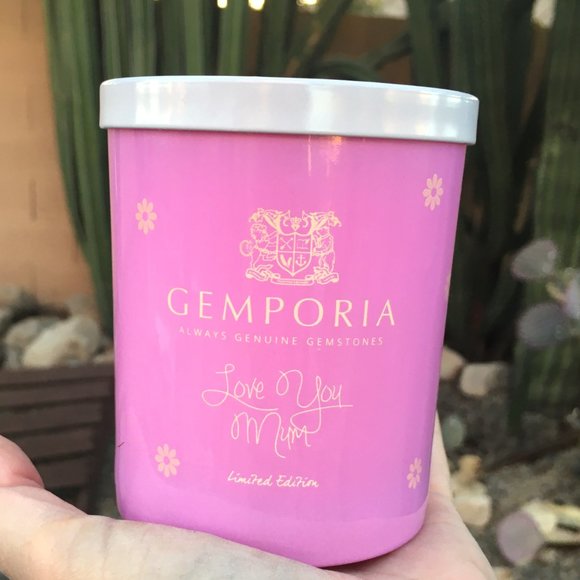 GEMPORIA
ALWAYS GENUINE GEMSTONES
Love You
Mum
Limited Edition